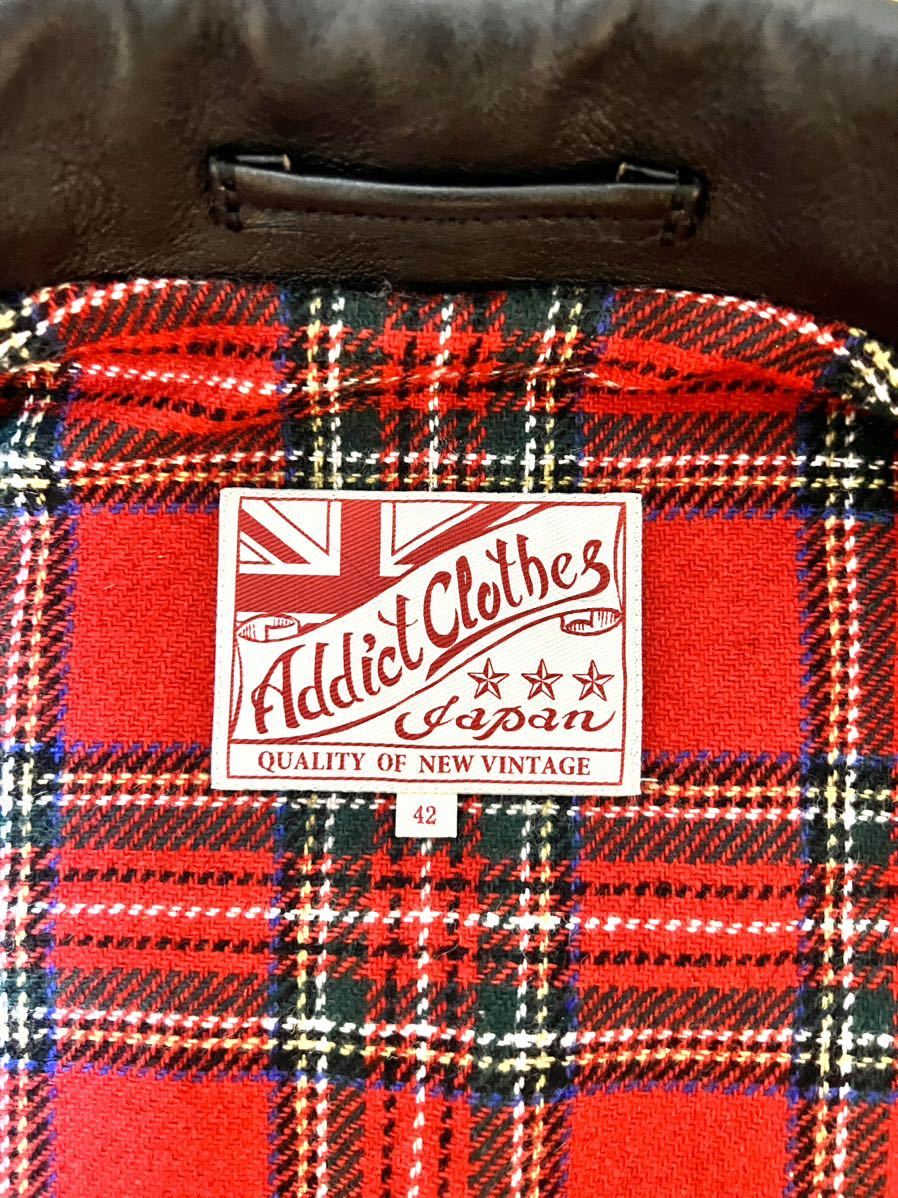 Addict Clothes
Japan
QUALITY OF NEW VINTAGE
42